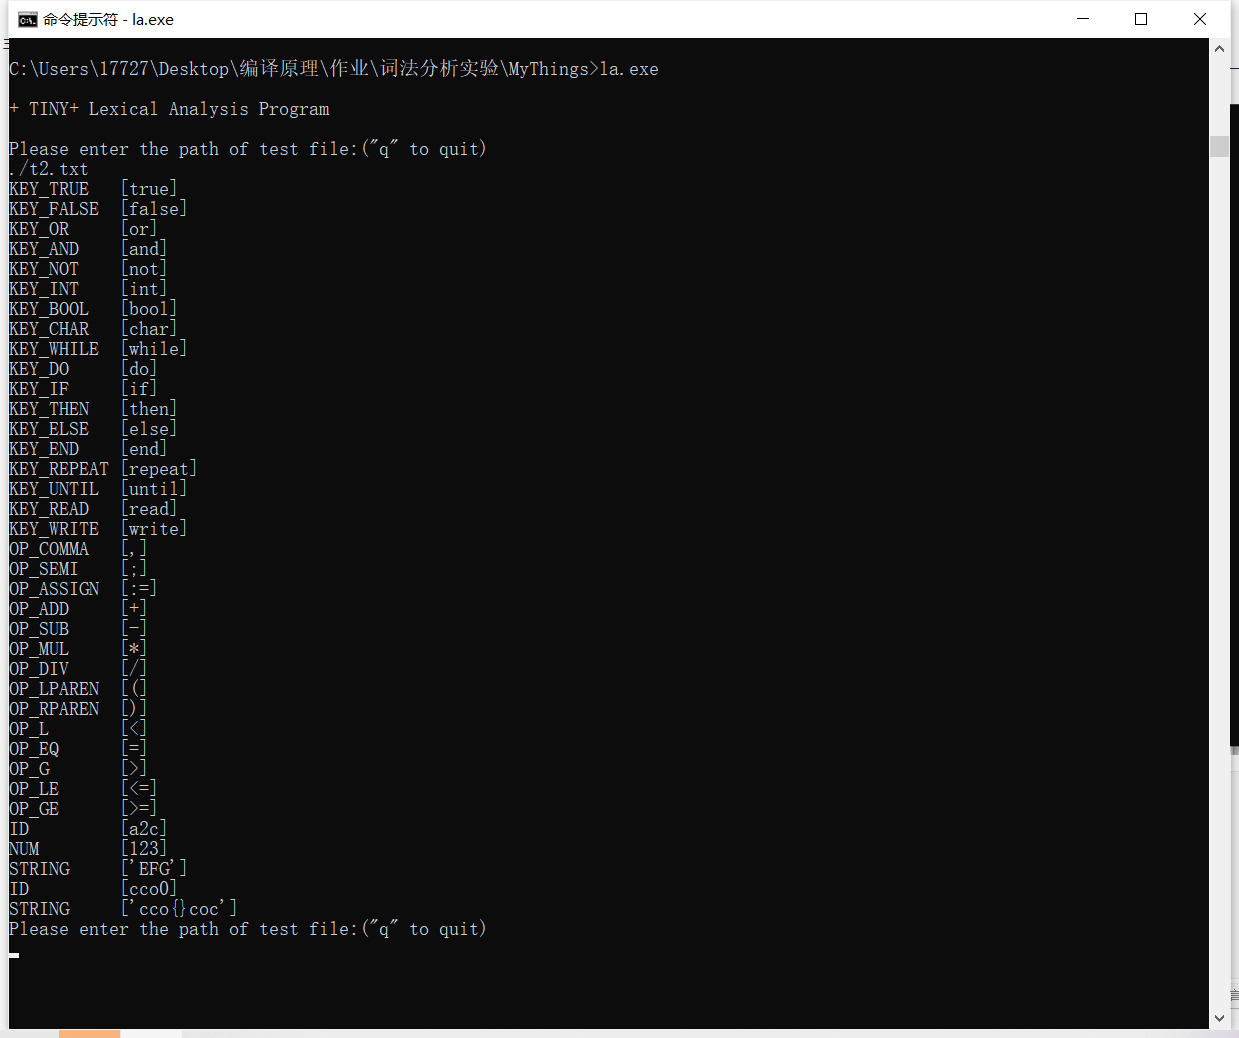 命令提示符 - la.exe
C:\Users\17727\Desktop\编译原理\作业\词法分析实验\MyThings>la.exe
+ TINY+ Lexical Analysis Program
Please enter the path of test file:("q" to quit)
./t2.txt
KEY_TRUE [true]
KEY_FALSE [false]
KEY_OR [or]
KEY_AND [and]
KEY_NOT [not]
KEY_INT [int]
KEY_BOOL [bool]
KEY_CHAR [char]
KEY_WHILE [while]
KEY_DO [do]
KEY_IF [if]
KEY_THEN [then]
KEY_ELSE [else]
KEY_END [end]
KEY_REPEAT [repeat]
KEY_UNTIL [until]
KEY_READ [read]
KEY_WRITE [write]
OP_COMMA [,]
OP_SEMI [;]
OP_ASSIGN [:=]
OP_ADD [+]
OP_SUB [-]
OP_MUL [*]
OP_DIV [/]
OP_LPAREN [(]
OP_RPAREN [)]
OP_L [<]
OP_EQ [=]
OP_G [>]
OP_LE [<=]
OP_GE [>=]
ID [a2c]
NUM [123]
STRING ['EFG']
ID [cco0]
STRING ['cco{}coc']
Please enter the path of test file:("q" to quit)